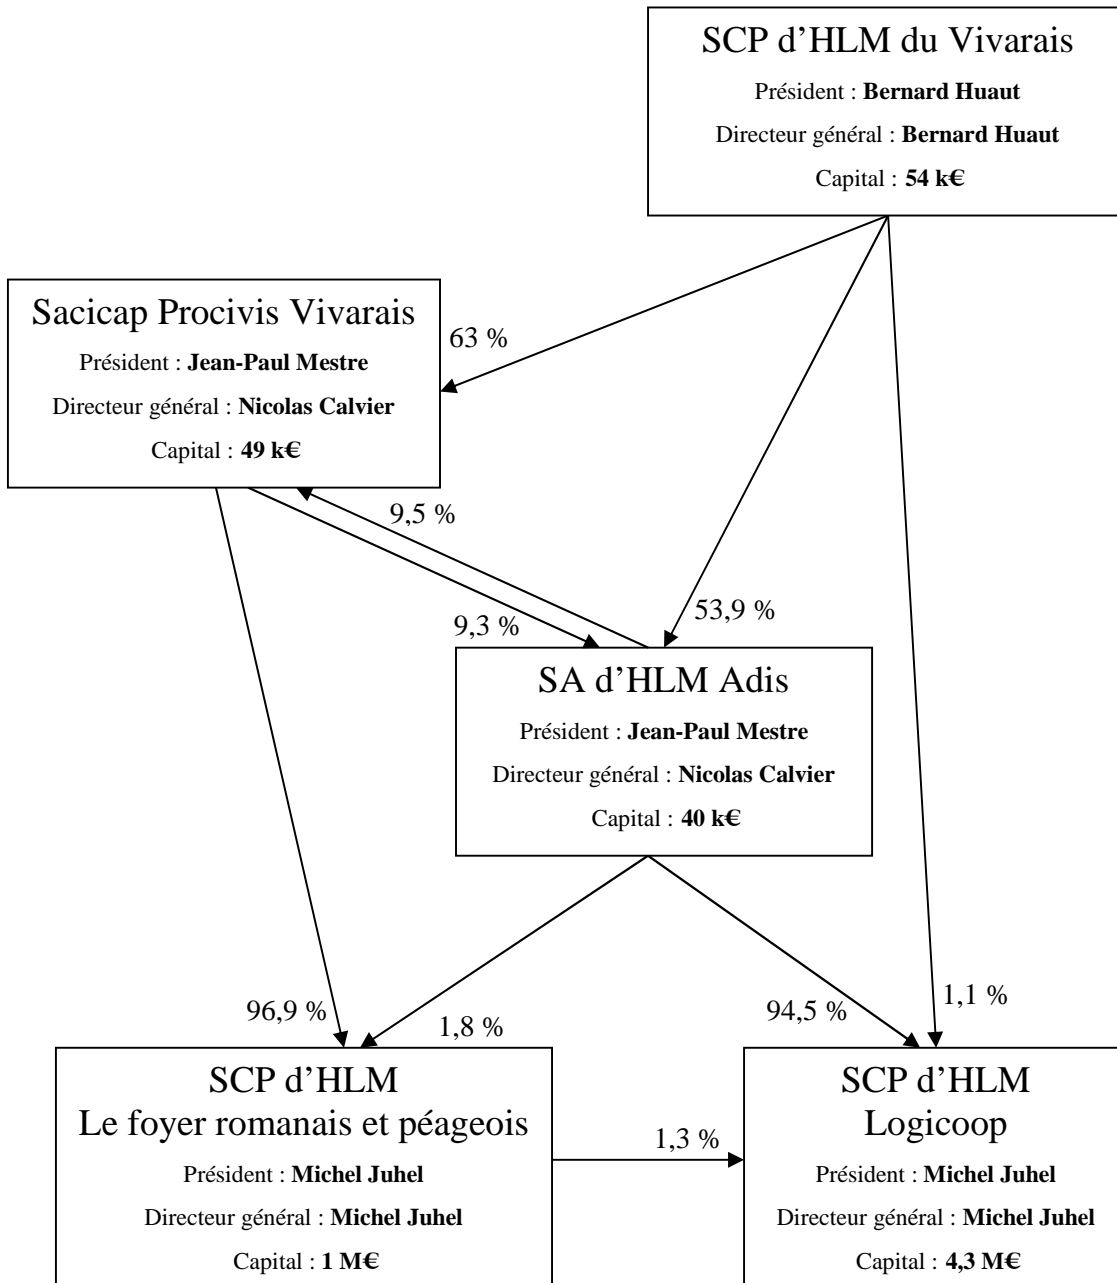 SCP d’HLM du Vivarais
Président : Bernard Huaut
Directeur général : Bernard Huaut
Capital : 54 k€
Sacicap Procivis Vivarais
Président : Jean-Paul Mestre
Directeur général : Nicolas Calvier
Capital : 49 k€
63 %
9,5 %
9,3 %
53,9 %
SA d’HLM Adis
Président : Jean-Paul Mestre
Directeur général : Nicolas Calvier
Capital : 40 k€
96,9 %
1,8 %
94,5 %
1,1 %
SCP d’HLM
Le foyer romanais et péageois
Président : Michel Juhel
Directeur général : Michel Juhel
Capital : 1 M€
1,3 %
SCP d’HLM
Logicoop
Président : Michel Juhel
Directeur général : Michel Juhel
Capital : 4,3 M€